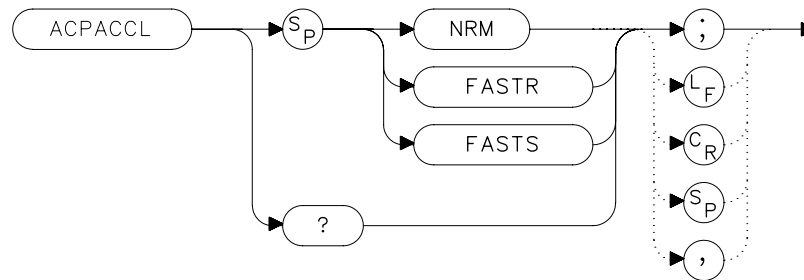 ACPACCL SP NRM ;
FASTR LF
FASTS CR
SP
? ,